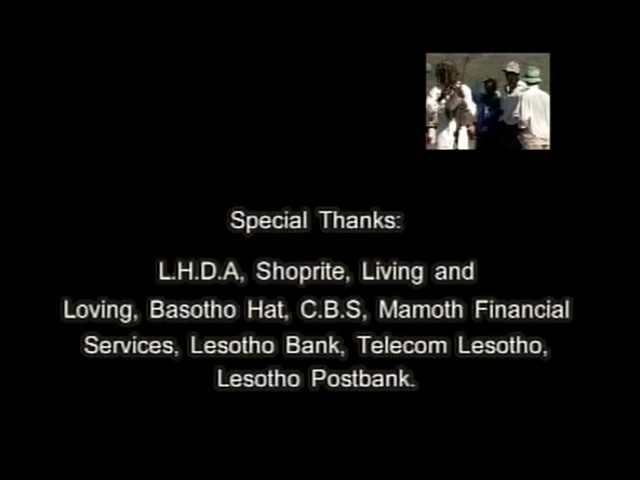 Special Thanks:
L.H.D.A, Shoprite, Living and
Loving, Basotho Hat, C.B.S, Mamoth Financial
Services, Lesotho Bank, Telecom Lesotho,
Lesotho Postbank.